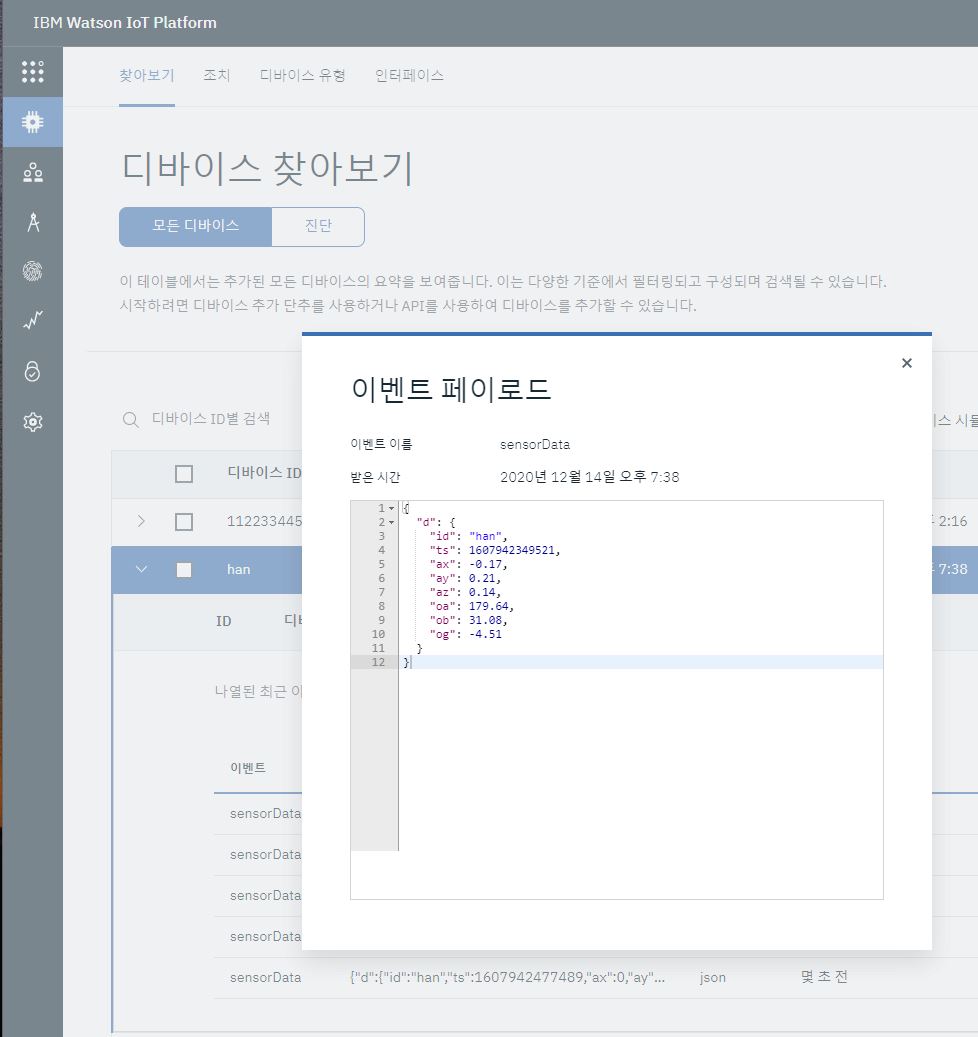 IBM Watson IoT Platform
찾아보기 조치 디바이스 유형 인터페이스
디바이스 찾아보기
모든 디바이스 진단
이 테이블에서는 추가된 모든 디바이스의 요약을 보여줍니다. 이는 다양한 기준에서 필터링되고 구성되며 검색될 수 있습니다.
시작하려면 디바이스 추가 단추를 사용하거나 API를 사용하여 디바이스를 추가할 수 있습니다.
이벤트 페이로드
디바이스 ID별 검색
이벤트 이름 sensorData
받은 시간 2020년 12월 14일 오후 7:38
디바이스 ID
112233445
2:16
han
7:38
ID
나열된 최근
이벤트
1 {
2 "d": {
3 "id": "han",
4 "ts": 1607942349521,
5 "ax": -0.17,
6 "ay": 0.21,
7 "az": 0.14,
8 "oa": 179.64,
9 "ob": 31.08,
10 "og": -4.51
11 }
12 }
sensorData
sensorData
sensorData
sensorData
sensorData {"d":{"id":"han","ts":1607942477489,"ax":0,"ay"... json 몇 초 전